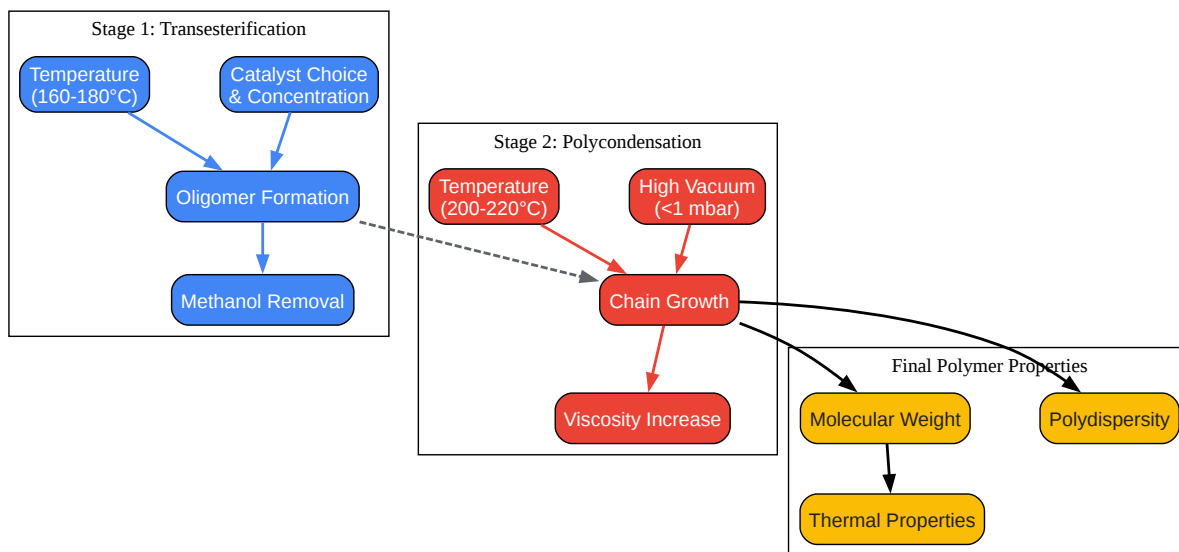 Stage 1: Transesterification
Temperature
(160-180°C)
Catalyst Choice
& Concentration
Oligomer Formation
Methanol Removal
Stage 2: Polycondensation
Temperature
(200-220°C)
High Vacuum
(<1 mbar)
Chain Growth
Viscosity Increase
Final Polymer Properties
Molecular Weight
Polydispersity
Thermal Properties